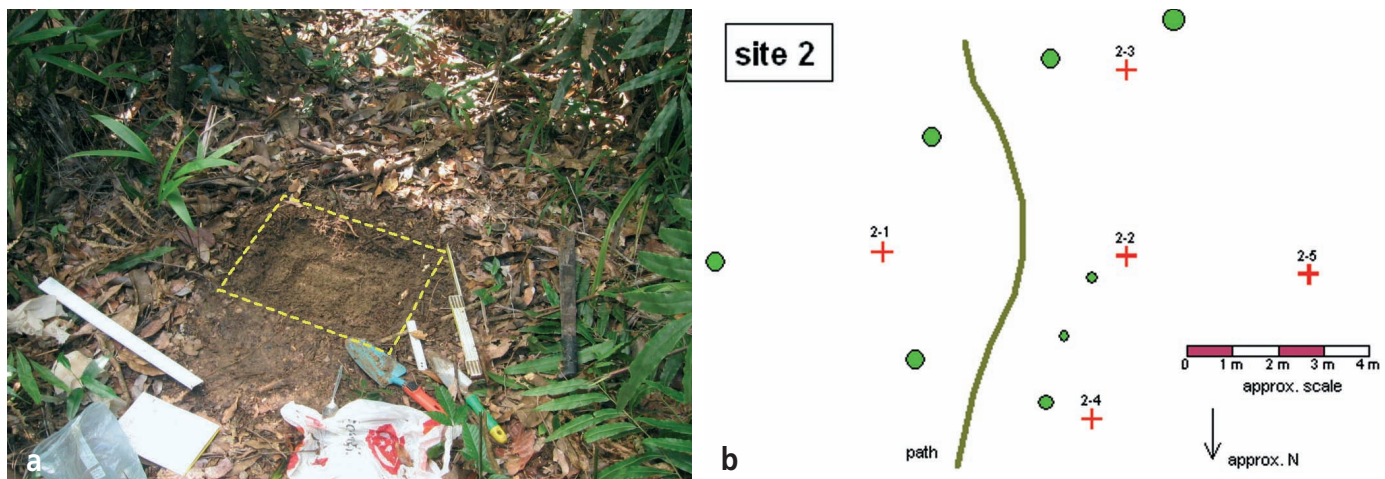 a
site 2
2-3
2-1
2-2
2-5
2-4
0 1 m 2 m 3 m 4 m
approx. scale
path
approx. N
b